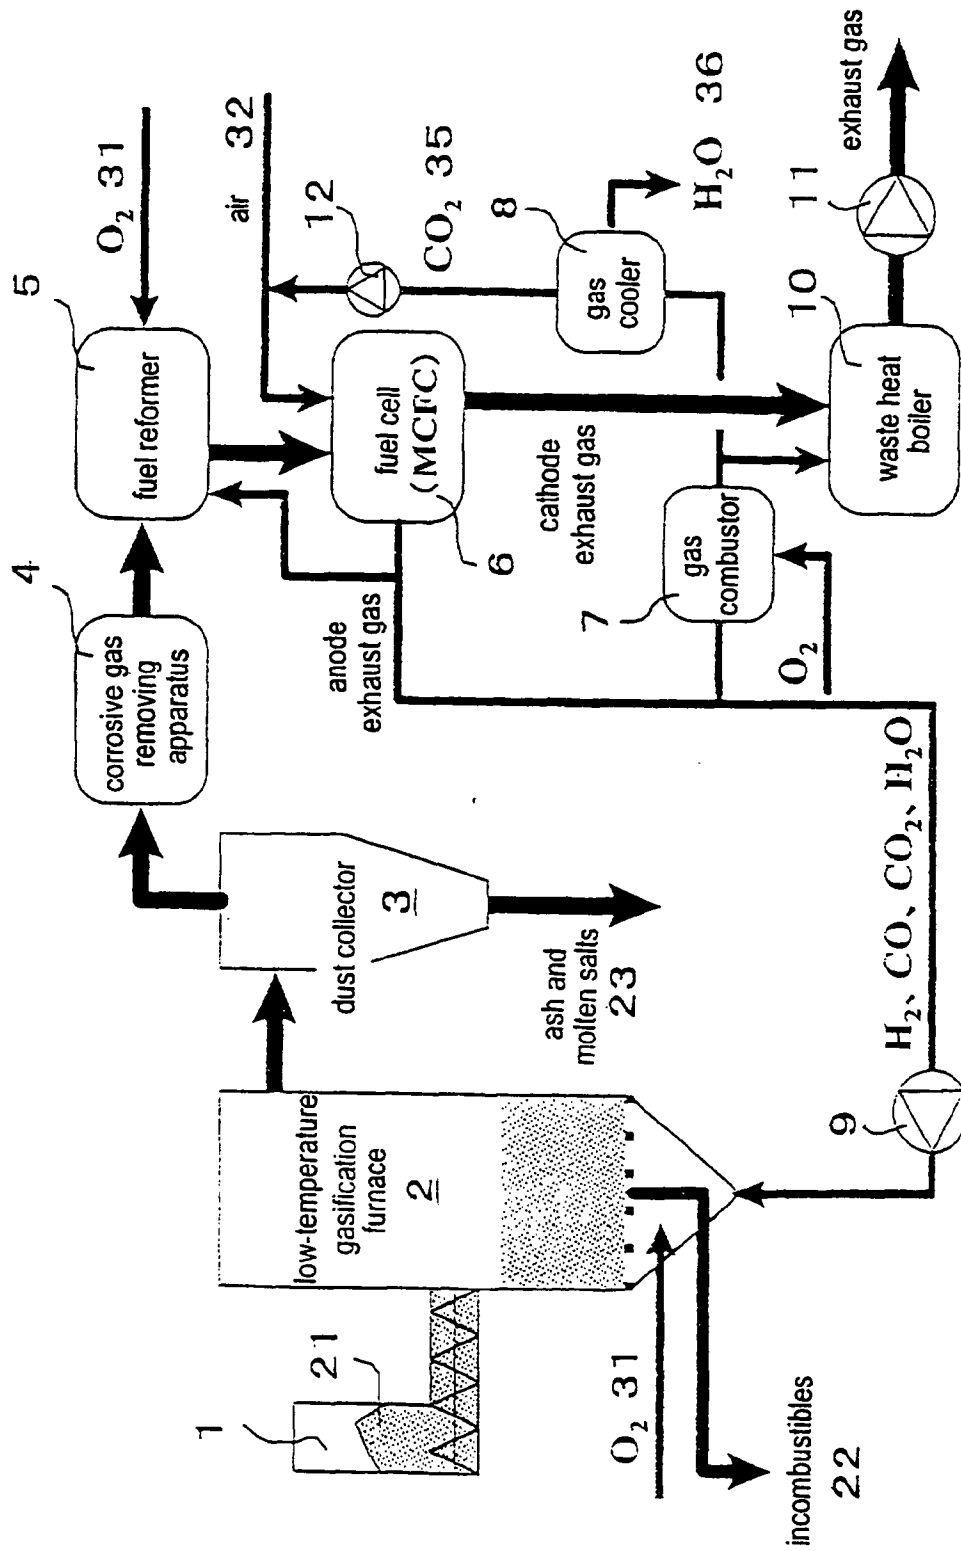 1
21
low-temperature
gasification
furnace
2
O₂ 31
incombustibles
22
dust collector
3
ash and
molten salts
23
4
corrosive gas
removing
apparatus
5
fuel reformer
O₂ 31
air 32
12
CO₂ 35
fuel cell
(MCFC)
6
anode
exhaust gas
cathode
exhaust gas
8
gas
cooler
H₂O 36
7
gas
combustor
O₂
10
waste heat
boiler
11
exhaust gas
9
H₂、CO、CO₂、H₂O